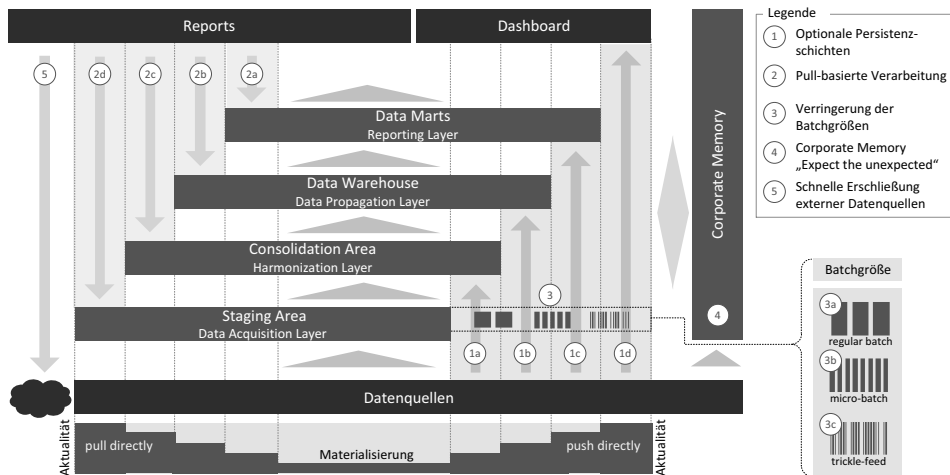 Reports
Dashboard
5
2d
2c
2b
2a
Data Marts
Reporting Layer
Data Warehouse
Data Propagation Layer
Consolidation Area
Harmonization Layer
3
Staging Area
Data Acquisition Layer
1a
1b
1c
1d
Datenquellen
Aktualität
pull directly
Materialisierung
push directly
Aktualität
Corporate Memory
4
Legende
1 Optionale Persistenz-
schichten
2 Pull-basierte Verarbeitung
3 Verringerung der
Batchgrößen
4 Corporate Memory
„Expect the unexpected“
5 Schnelle Erschließung
externer Datenquellen
Batchgröße
3a
regular batch
3b
micro-batch
3c
trickle-feed